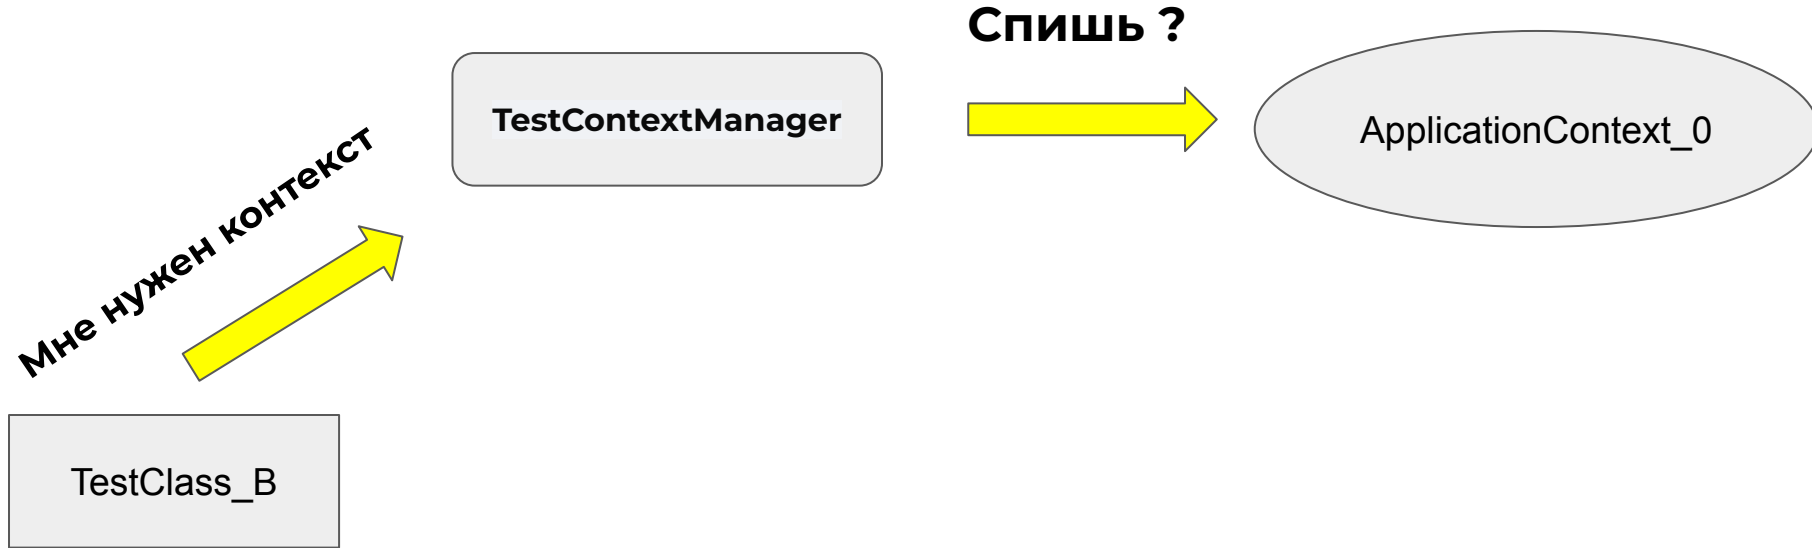 Спишь ?
TestContextManager
ApplicationContext_0
Мне нужен контекст
TestClass_B